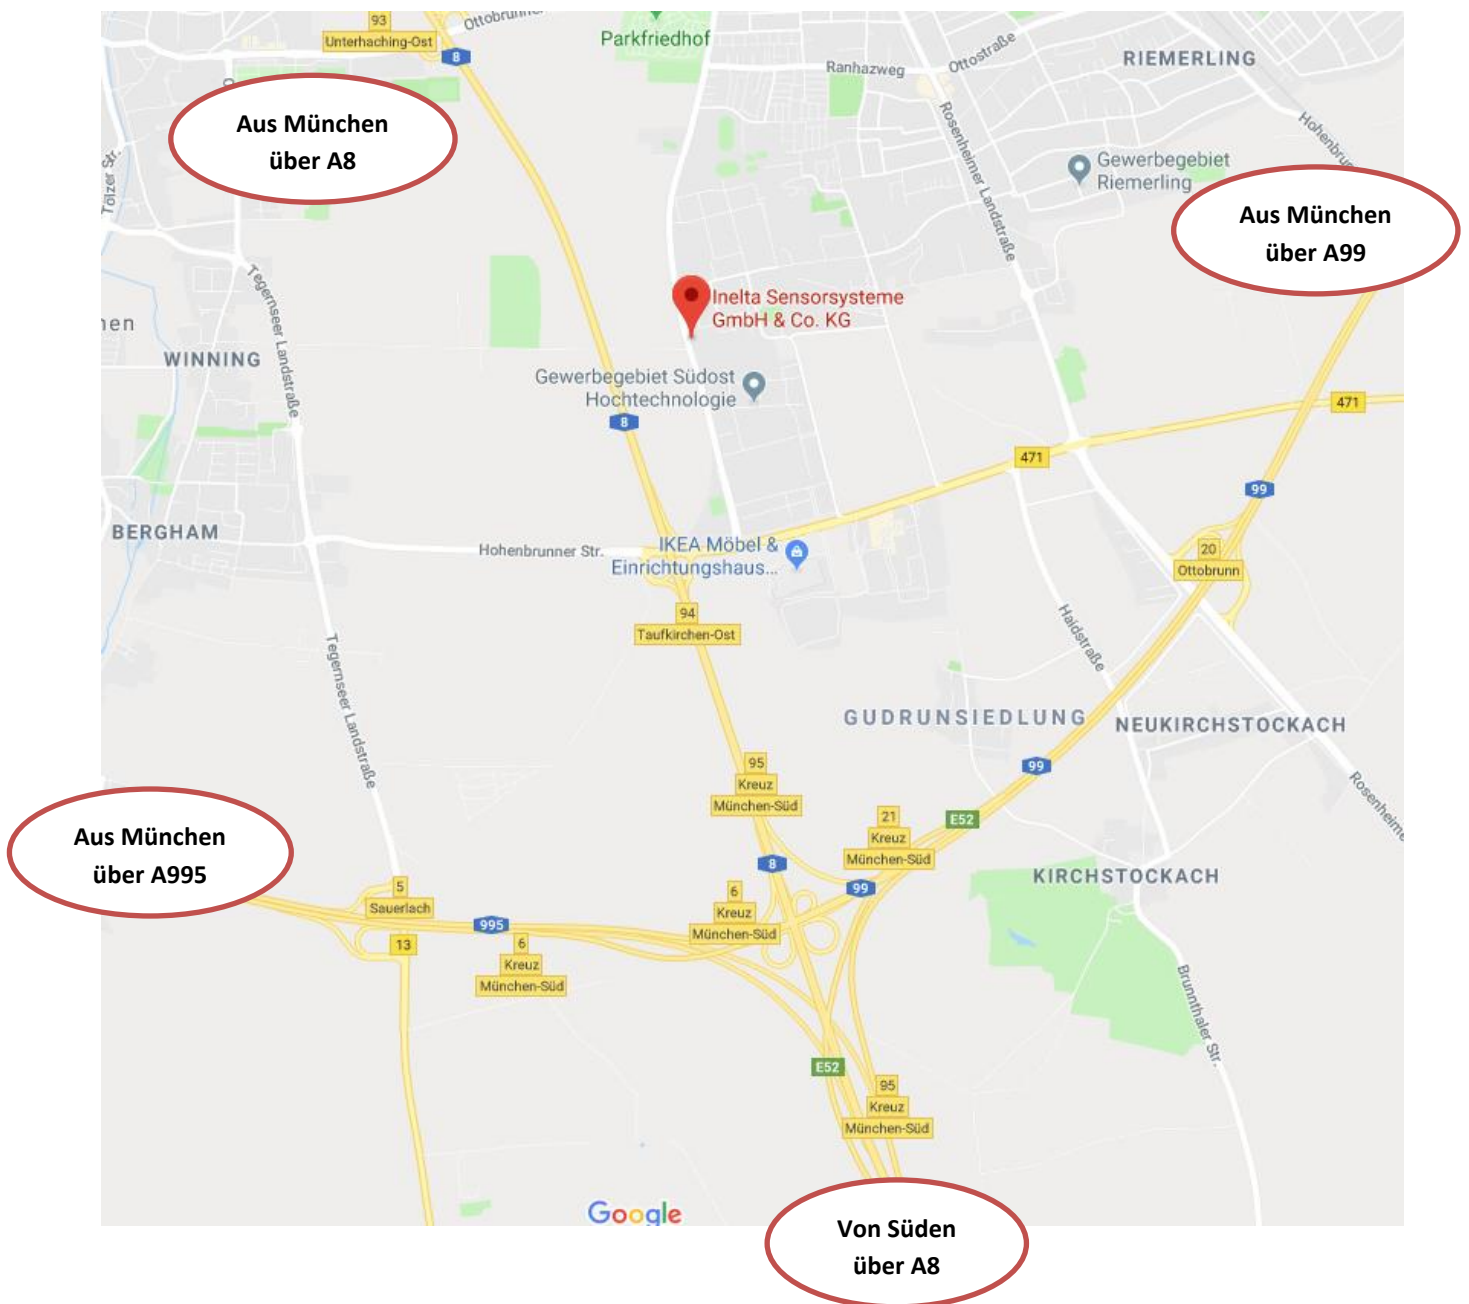 93
Unterhaching-Ost
Ottobrunner
8
Parkfriedhof
Ranhazweg
Ottostraße
RIEMERLING
Aus München
über A8
Tölzer Str.
Rosenheimer Landstraße
Hohenbrunn
Gewerbegebiet
Riemerling
Aus München
über A99
Tegernseer Landstraße
Inelta Sensorsysteme
GmbH & Co. KG
WINNING
Gewerbegebiet Südost
Hochtechnologie
8
471
471
99
BERGHAM
Hohenbrunner Str.
IKEA Möbel &
Einrichtungshaus...
20
Ottobrunn
94
Taufkirchen-Ost
Haidstraße
Tegernseer Landstraße
GUDRUNSIEDLUNG
NEUKIRCHSTOCKACH
95
Kreuz
München-Süd
99
Rosenheime
21
Kreuz
München-Süd
E52
Aus München
über A995
8
99
KIRCHSTOCKACH
5
Sauerlach
6
Kreuz
München-Süd
995
13
6
Kreuz
München-Süd
Brunnthaler Str.
E52
95
Kreuz
München-Süd
Google
Von Süden
über A8